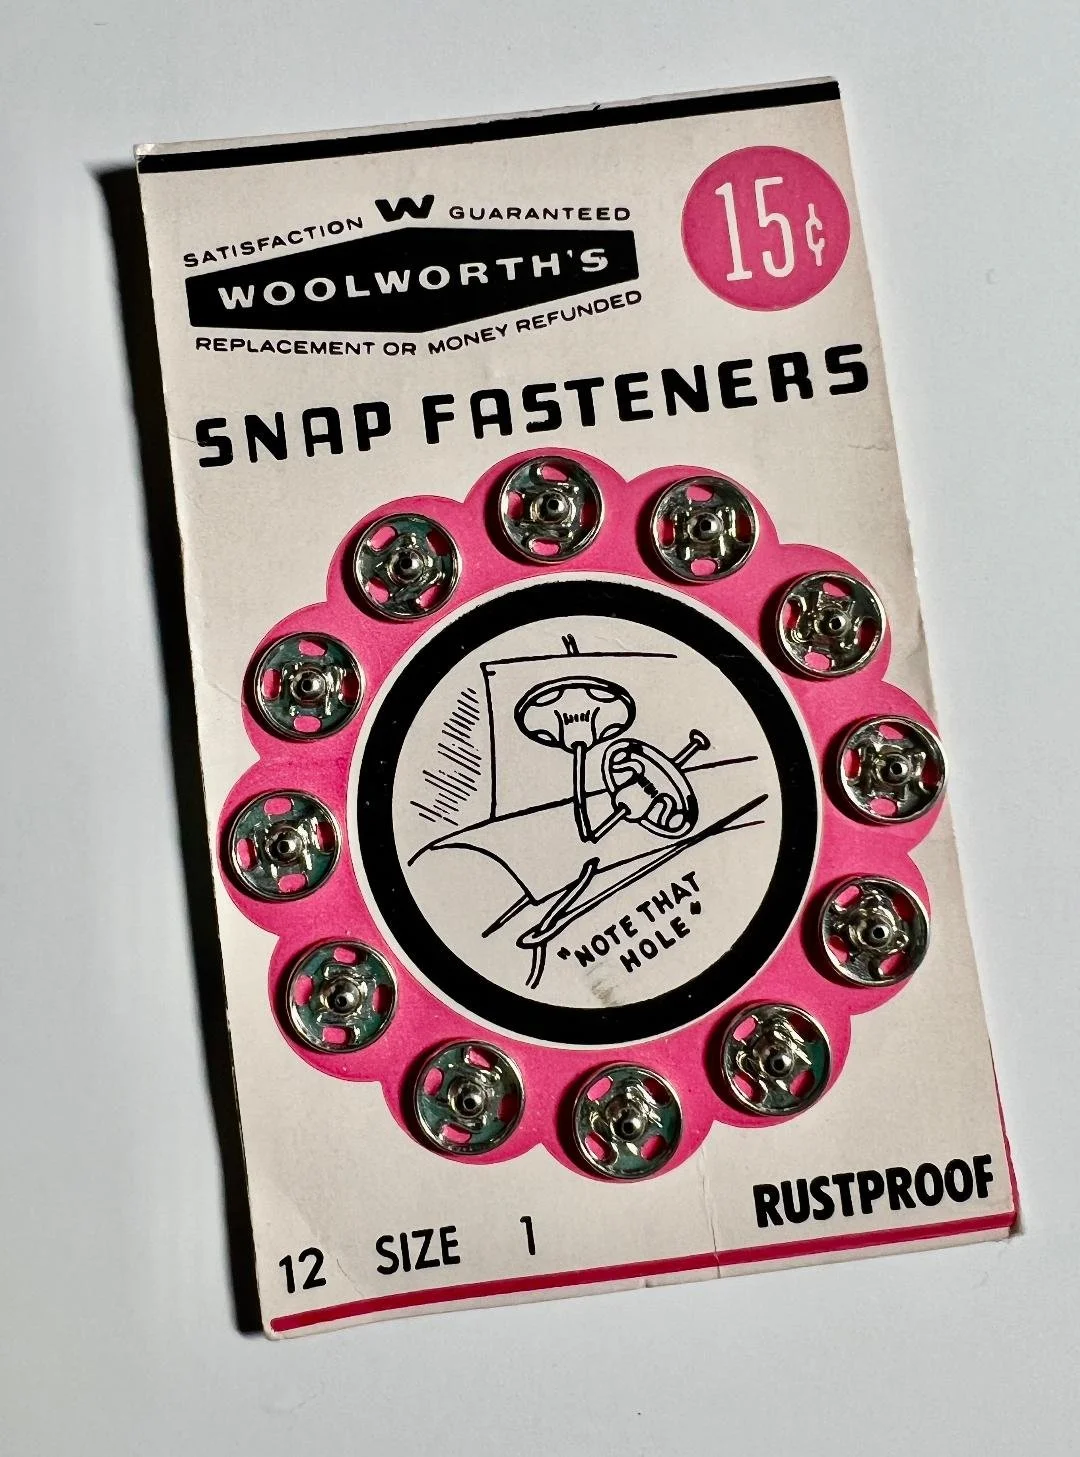 W
SATISFACTION GUARANTEED
WOOLWORTH'S
REPLACEMENT OR MONEY REFUNDED
15¢
SNAP FASTENERS
"NOTE THAT
HOLE"
RUSTPROOF
12 SIZE 1